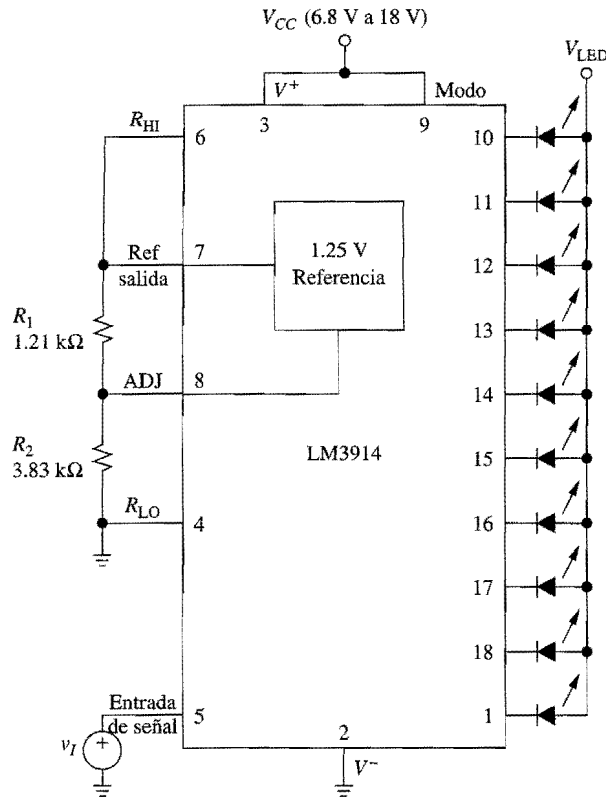 V_CC (6.8 V a 18 V)
V_LED
V⁺
Modo
R_HI
6
3
9
10
11
Ref
salida
7
1.25 V
Referencia
12
R₁
1.21 kΩ
13
ADJ
8
14
R₂
3.83 kΩ
LM3914
15
R_LO
4
16
17
18
Entrada
de señal
5
2
1
v_I
+
V⁻